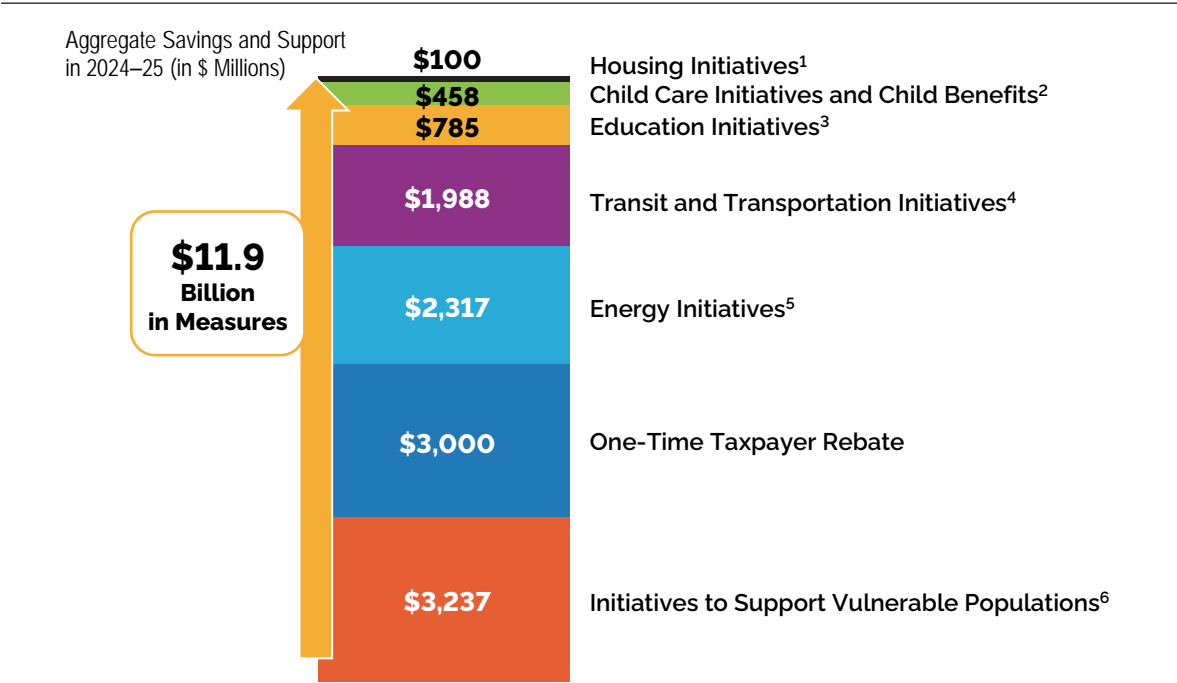 Aggregate Savings and Support
in 2024–25 (in $ Millions)
$100
Housing Initiatives¹
$458
Child Care Initiatives and Child Benefits²
$785
Education Initiatives³
$1,988
Transit and Transportation Initiatives⁴
$11.9
Billion
in Measures
$2,317
Energy Initiatives⁵
$3,000
One-Time Taxpayer Rebate
$3,237
Initiatives to Support Vulnerable Populations⁶